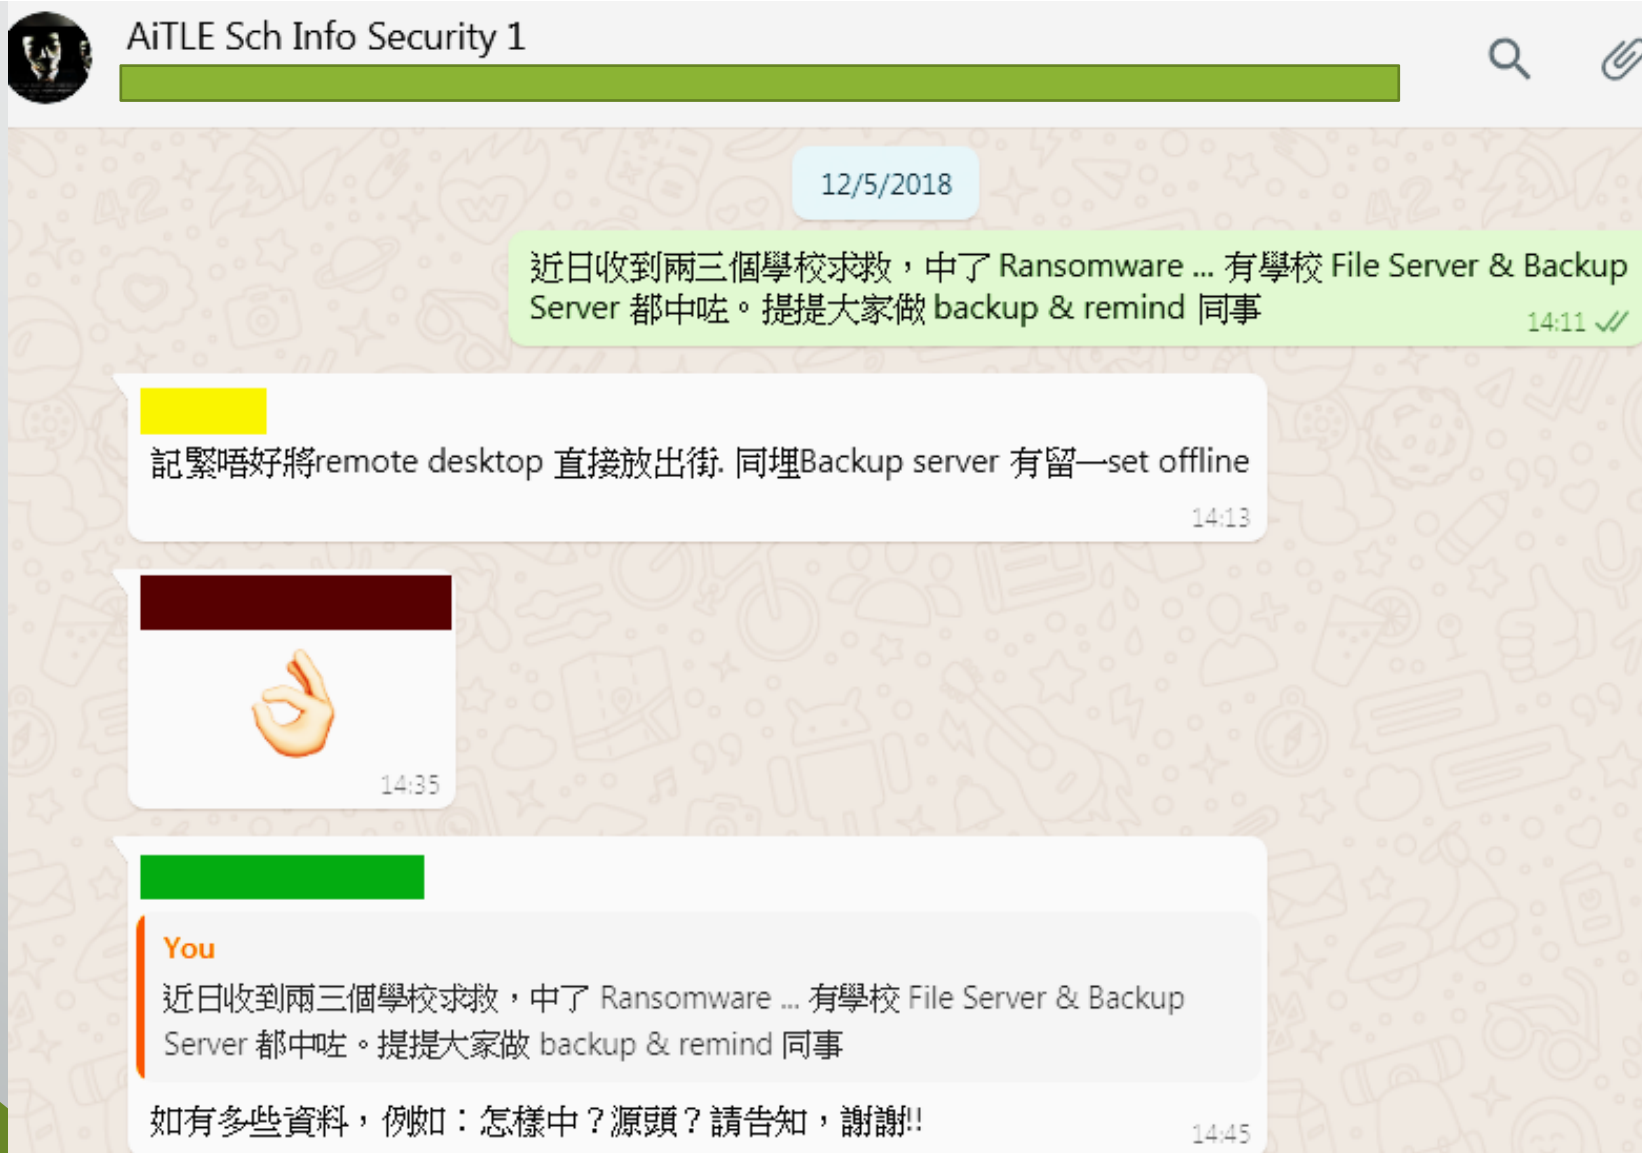 AiTLE Sch Info Security 1
12/5/2018
近日收到兩三個學校求救，中了 Ransomware ... 有學校 File Server & Backup
Server 都中咗。提提大家做 backup & remind 同事
14:11
記緊唔好將remote desktop 直接放出街. 同埋Backup server 有留一set offline
14:13
14:35
You
近日收到兩三個學校求救，中了 Ransomware ... 有學校 File Server & Backup
Server 都中咗。提提大家做 backup & remind 同事
如有多些資料，例如：怎樣中？源頭？請告知，謝謝!!
14:45